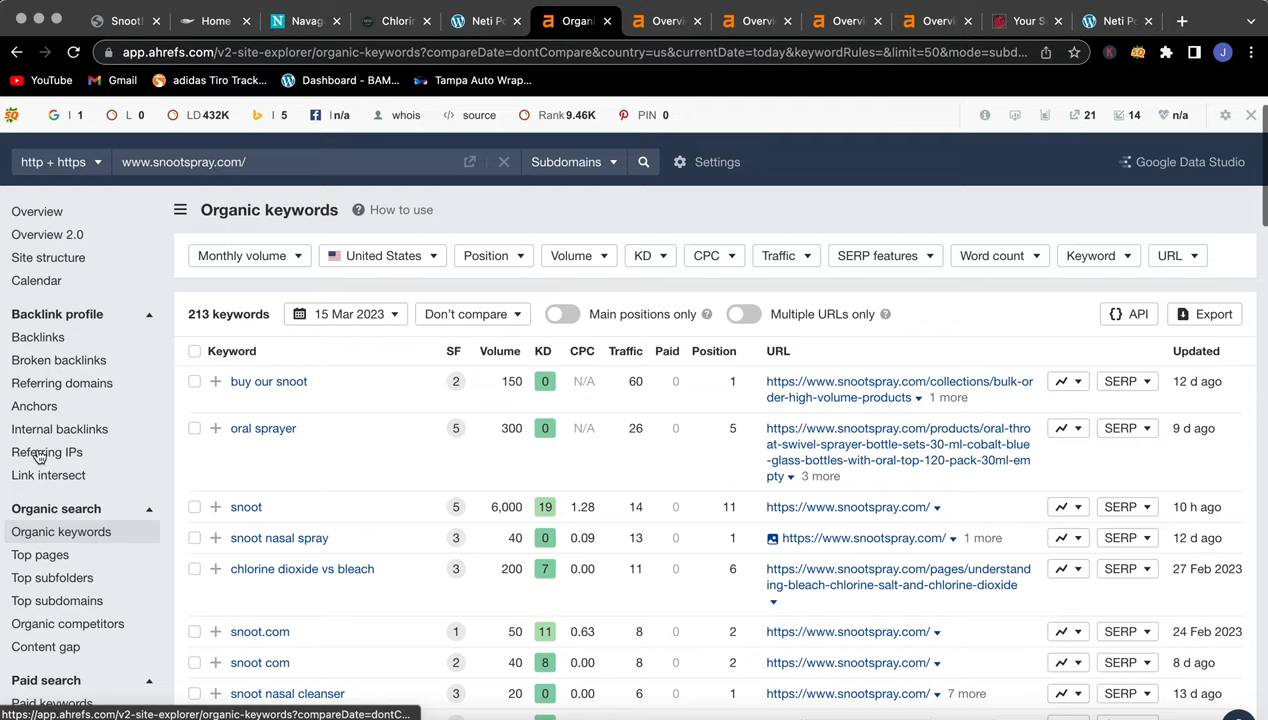 Snoot!
Home
Navag
Chlorin
Neti Po
Organi
Overvi
Overvi
Overvi
Overvi
Your S
Neti Po
app.ahrefs.com/v2-site-explorer/organic-keywords?compareDate=dontCompare&country=us&currentDate=today&keywordRules=&limit=50&mode=subd...
K
SQ
J
YouTube
Gmail
adidas Tiro Track...
Dashboard - BAM...
Tampa Auto Wrap...
SQ
G I 1
L 0
LD 432K
I 5
I n/a
whois
source
Rank 9.46K
PIN 0
21
14
n/a
http + https
www.snootspray.com/
Subdomains
Settings
Google Data Studio
Overview
Overview 2.0
Site structure
Calendar
Backlink profile
Backlinks
Broken backlinks
Referring domains
Anchors
Internal backlinks
Referring IPs
Link intersect
Organic search
Organic keywords
Top pages
Top subfolders
Top subdomains
Organic competitors
Content gap
Paid search
Paid keywords
Organic keywords
How to use
Monthly volume
United States
Position
Volume
KD
CPC
Traffic
SERP features
Word count
Keyword
URL
213 keywords
15 Mar 2023
Don't compare
Main positions only
Multiple URLs only
{} API
Export
Keyword SF Volume KD CPC Traffic Paid Position URL Updated
buy our snoot 2 150 0 N/A 60 0 1 https://www.snootspray.com/collections/bulk-or SERP 12 d ago
der-high-volume-products 1 more
oral sprayer 5 300 0 N/A 26 0 5 https://www.snootspray.com/products/oral-thro SERP 9 d ago
at-swivel-sprayer-bottle-sets-30-ml-cobalt-blue
-glass-bottles-with-oral-top-120-pack-30ml-em
pty 3 more
snoot 5 6,000 19 1.28 14 0 11 https://www.snootspray.com/ SERP 10 h ago
snoot nasal spray 3 40 0 0.09 13 0 1 https://www.snootspray.com/ 1 more SERP 12 d ago
chlorine dioxide vs bleach 3 200 7 0.00 11 0 6 https://www.snootspray.com/pages/understand SERP 27 Feb 2023
ing-bleach-chlorine-salt-and-chlorine-dioxide
snoot.com 1 50 11 0.63 8 0 2 https://www.snootspray.com/ SERP 24 Feb 2023
snoot com 2 40 8 0.00 8 0 2 https://www.snootspray.com/ SERP 8 d ago
snoot nasal cleanser 3 20 0 0.00 6 0 1 https://www.snootspray.com/ 7 more SERP 13 d ago
https://app.ahrefs.com/v2-site-explorer/organic-keywords?compareDate=dontC...